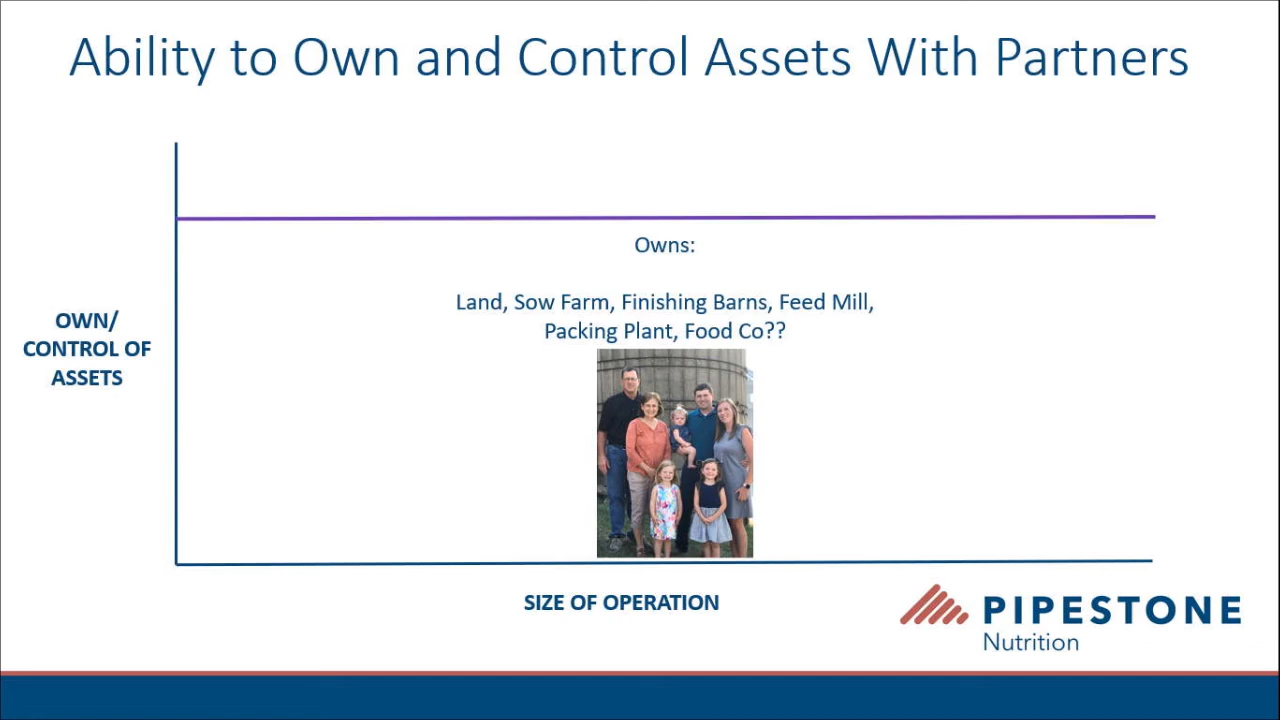 Ability to Own and Control Assets With Partners
Owns:
Land, Sow Farm, Finishing Barns, Feed Mill,
Packing Plant, Food Co??
OWN/
CONTROL OF
ASSETS
SIZE OF OPERATION
PIPESTONE
Nutrition